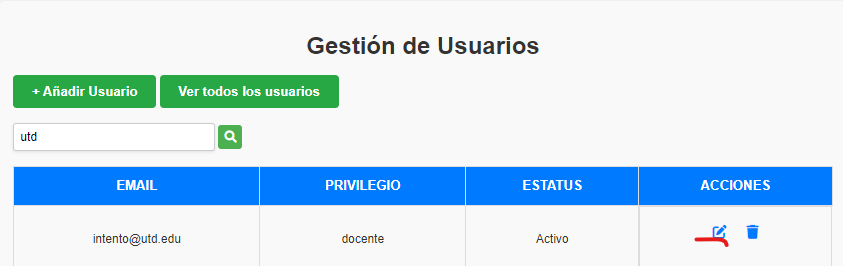 Gestión de Usuarios
+ Añadir Usuario Ver todos los usuarios
utd
EMAIL PRIVILEGIO ESTATUS ACCIONES
intento@utd.edu docente Activo